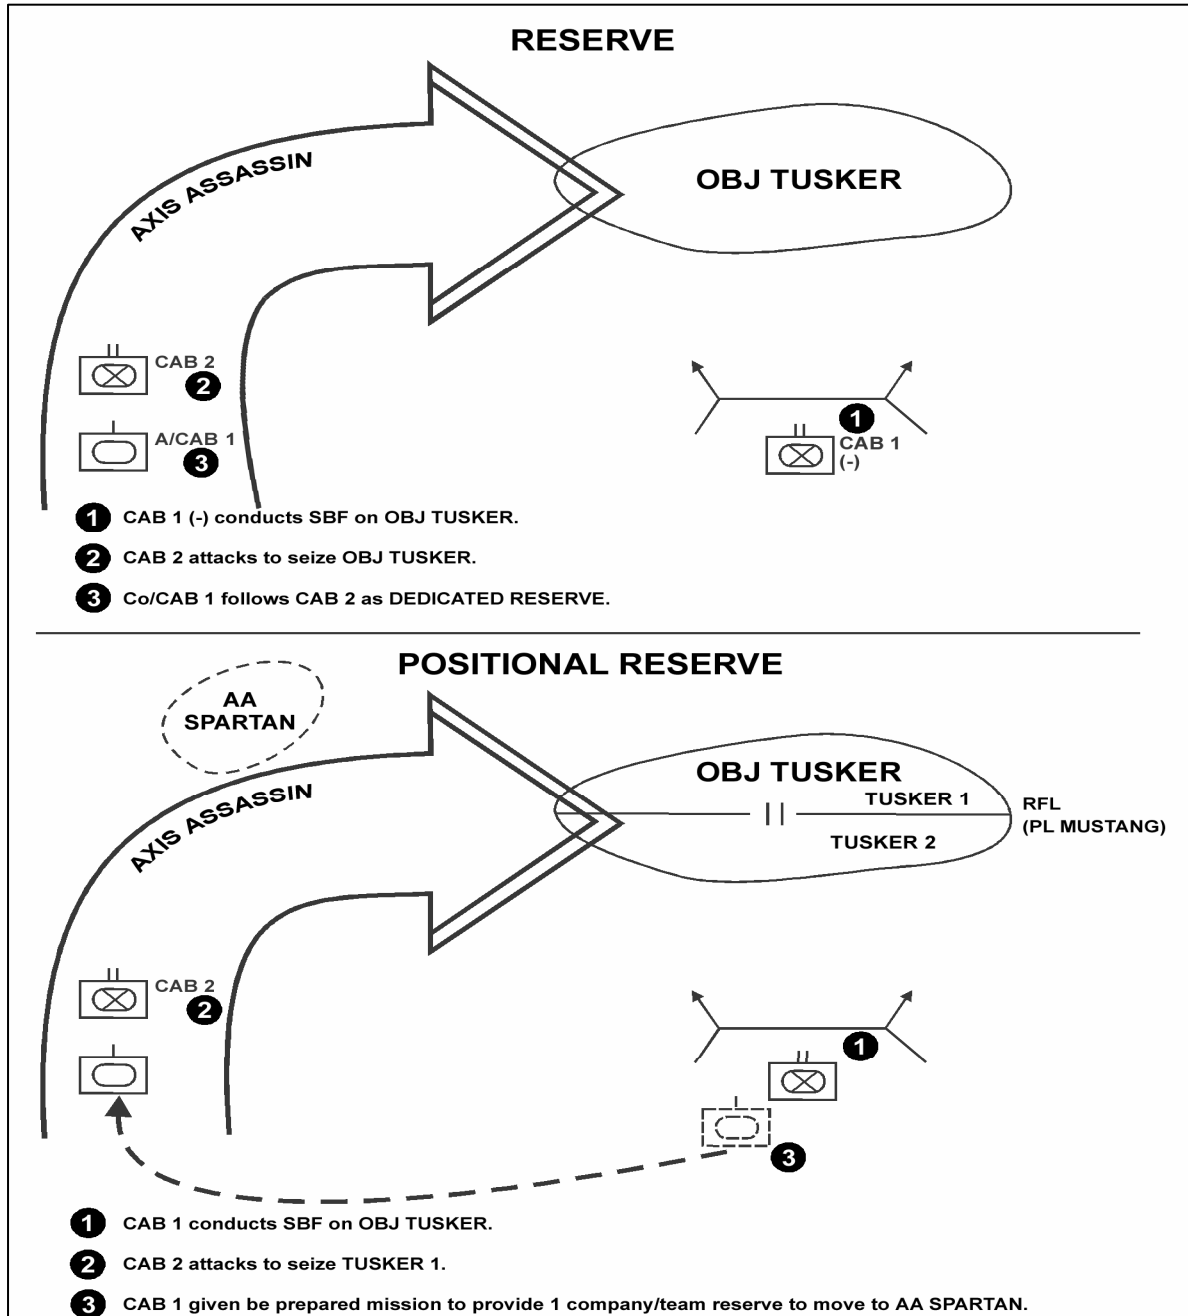 RESERVE
AXIS ASSASSIN
OBJ TUSKER
CAB 2
2
A/CAB 1
3
1
CAB 1
(-)
1 CAB 1 (-) conducts SBF on OBJ TUSKER.
2 CAB 2 attacks to seize OBJ TUSKER.
3 Co/CAB 1 follows CAB 2 as DEDICATED RESERVE.
POSITIONAL RESERVE
AA
SPARTAN
AXIS ASSASSIN
OBJ TUSKER
TUSKER 1
TUSKER 2
RFL
(PL MUSTANG)
CAB 2
2
1
3
1 CAB 1 conducts SBF on OBJ TUSKER.
2 CAB 2 attacks to seize TUSKER 1.
3 CAB 1 given be prepared mission to provide 1 company/team reserve to move to AA SPARTAN.